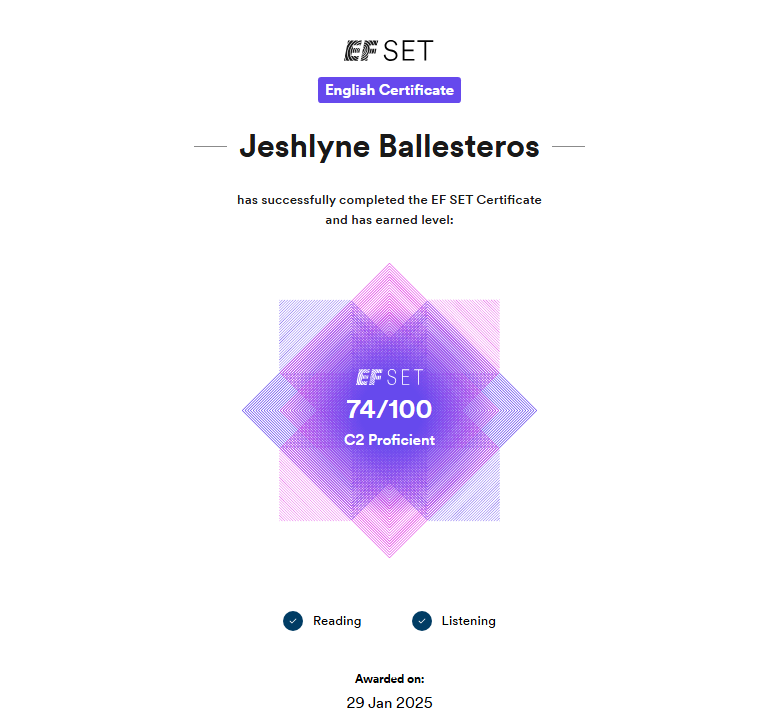 EF SET
English Certificate
Jeshlyne Ballesteros
has successfully completed the EF SET Certificate
and has earned level:
EF SET
74/100
C2 Proficient
Reading
Listening
Awarded on:
29 Jan 2025